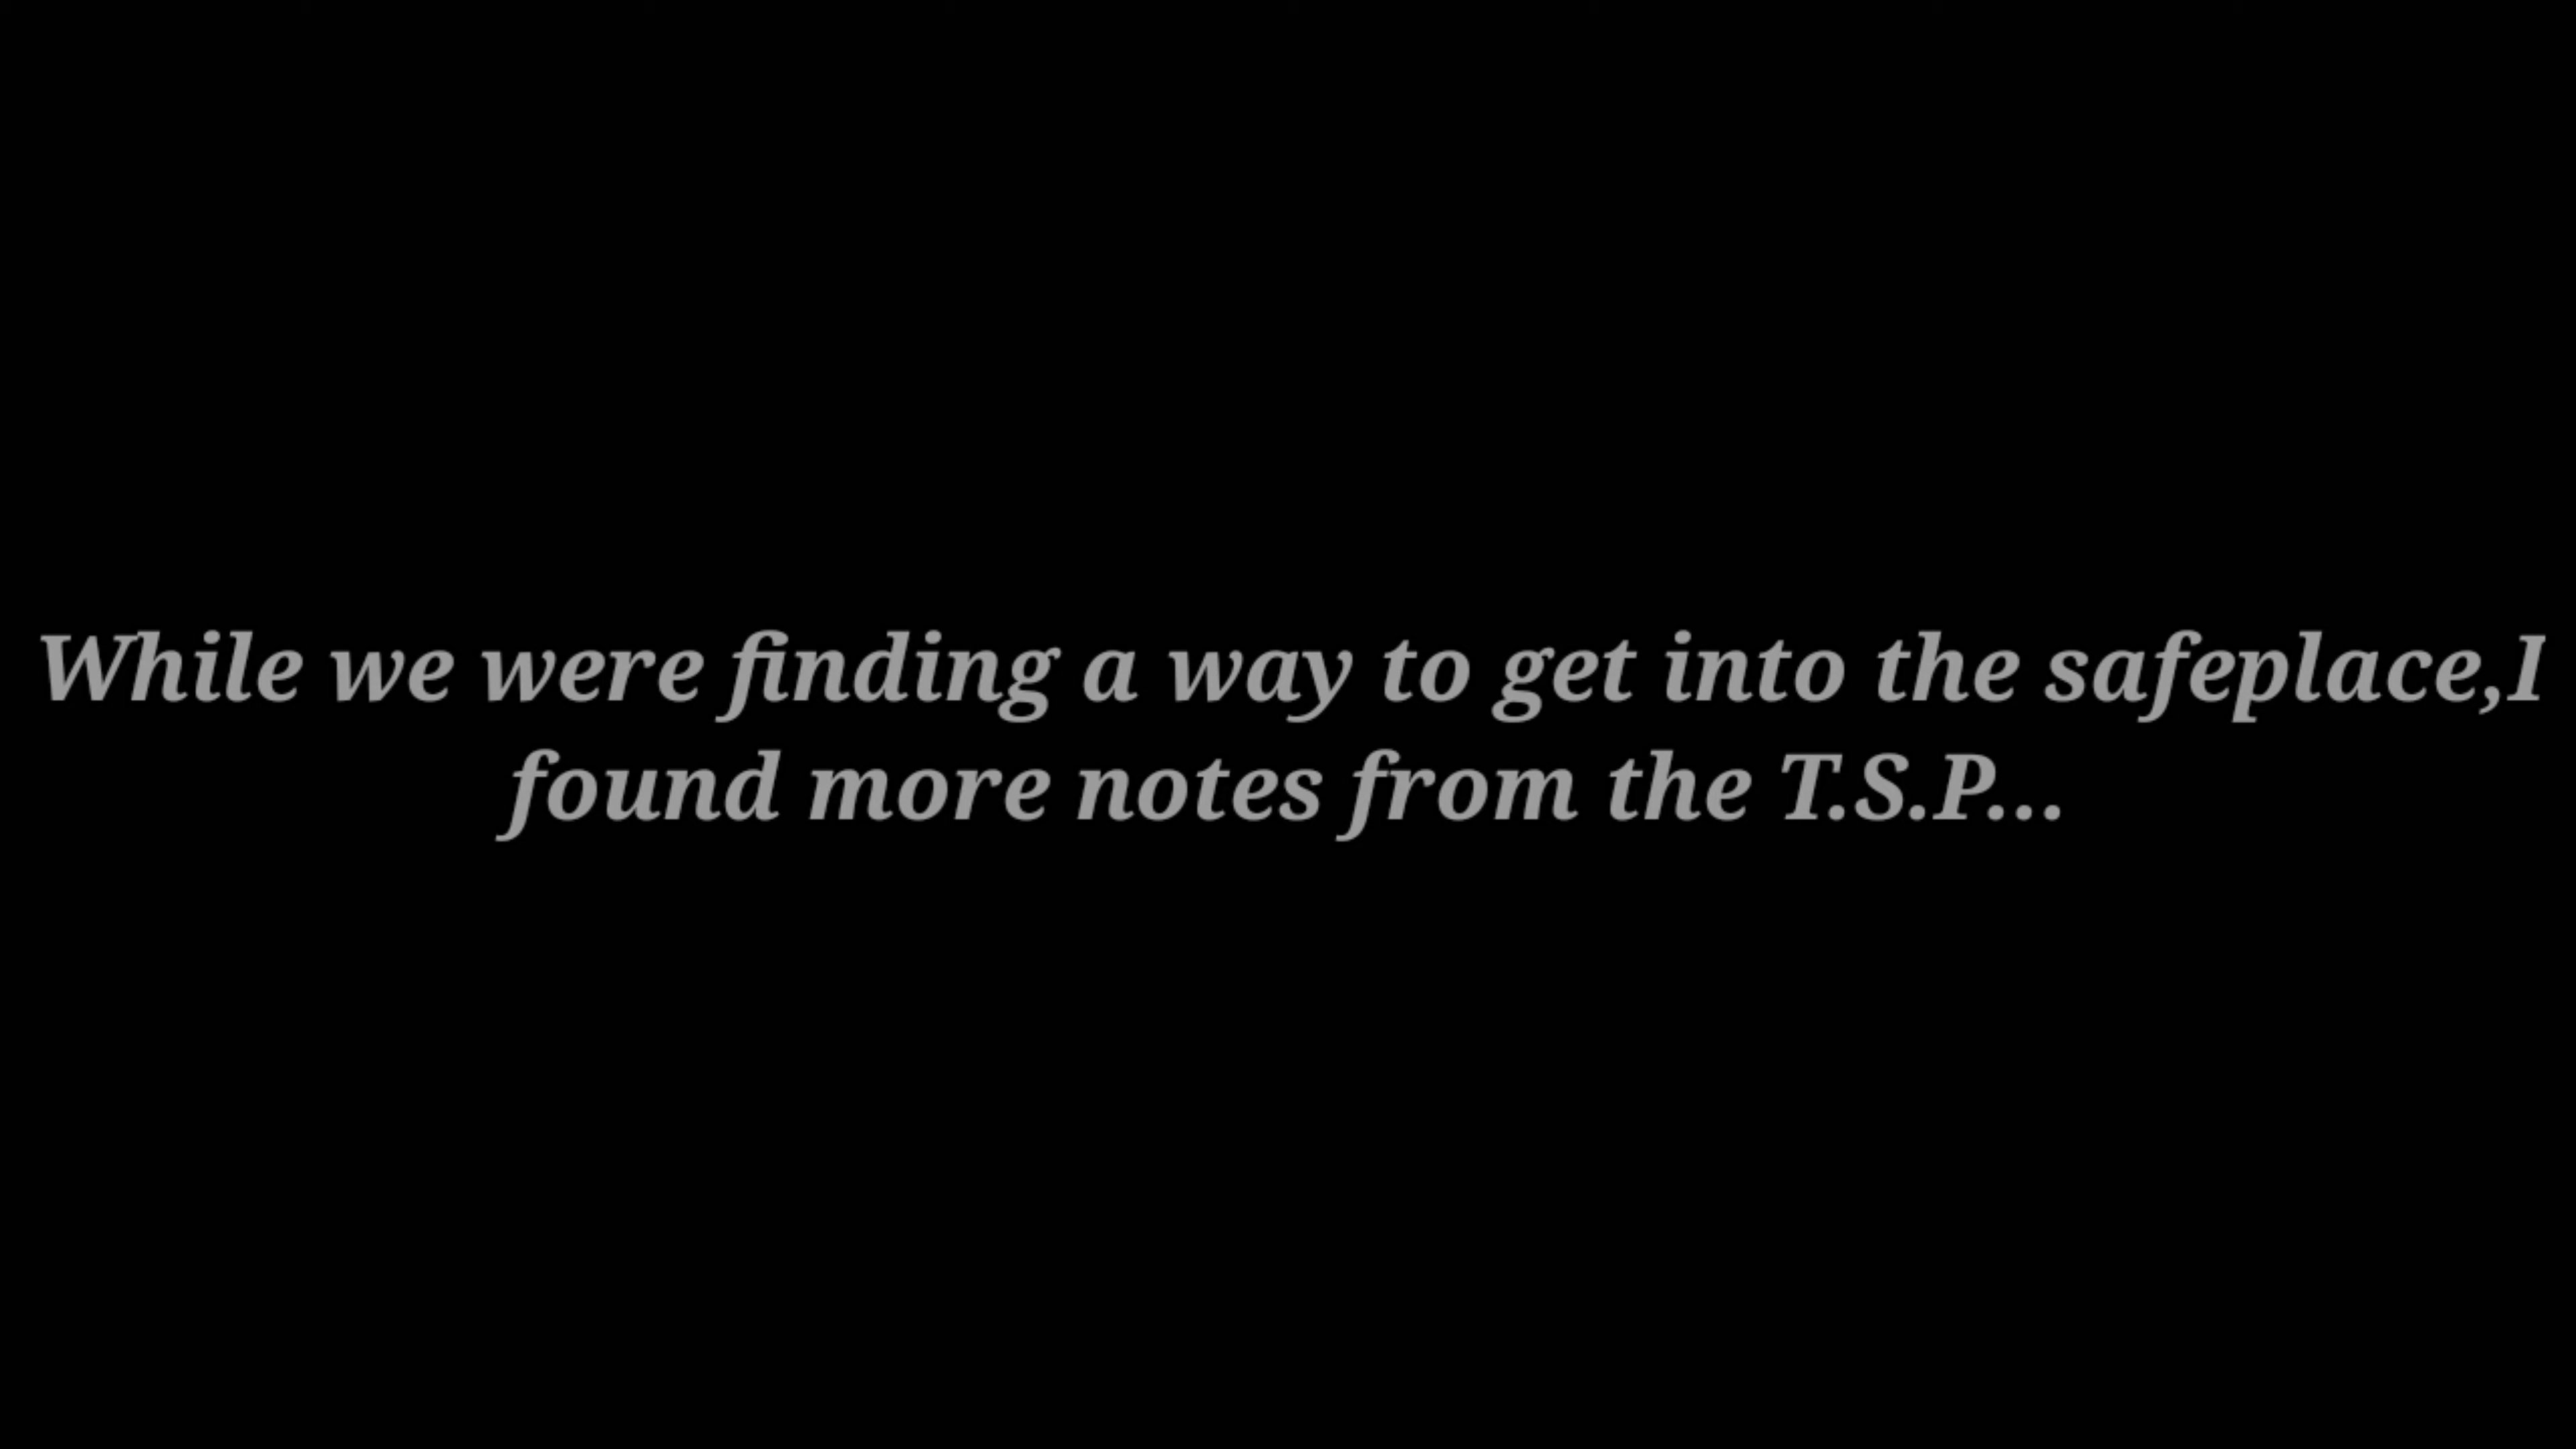 While we were finding a way to get into the safeplace,I
found more notes from the T.S.P...